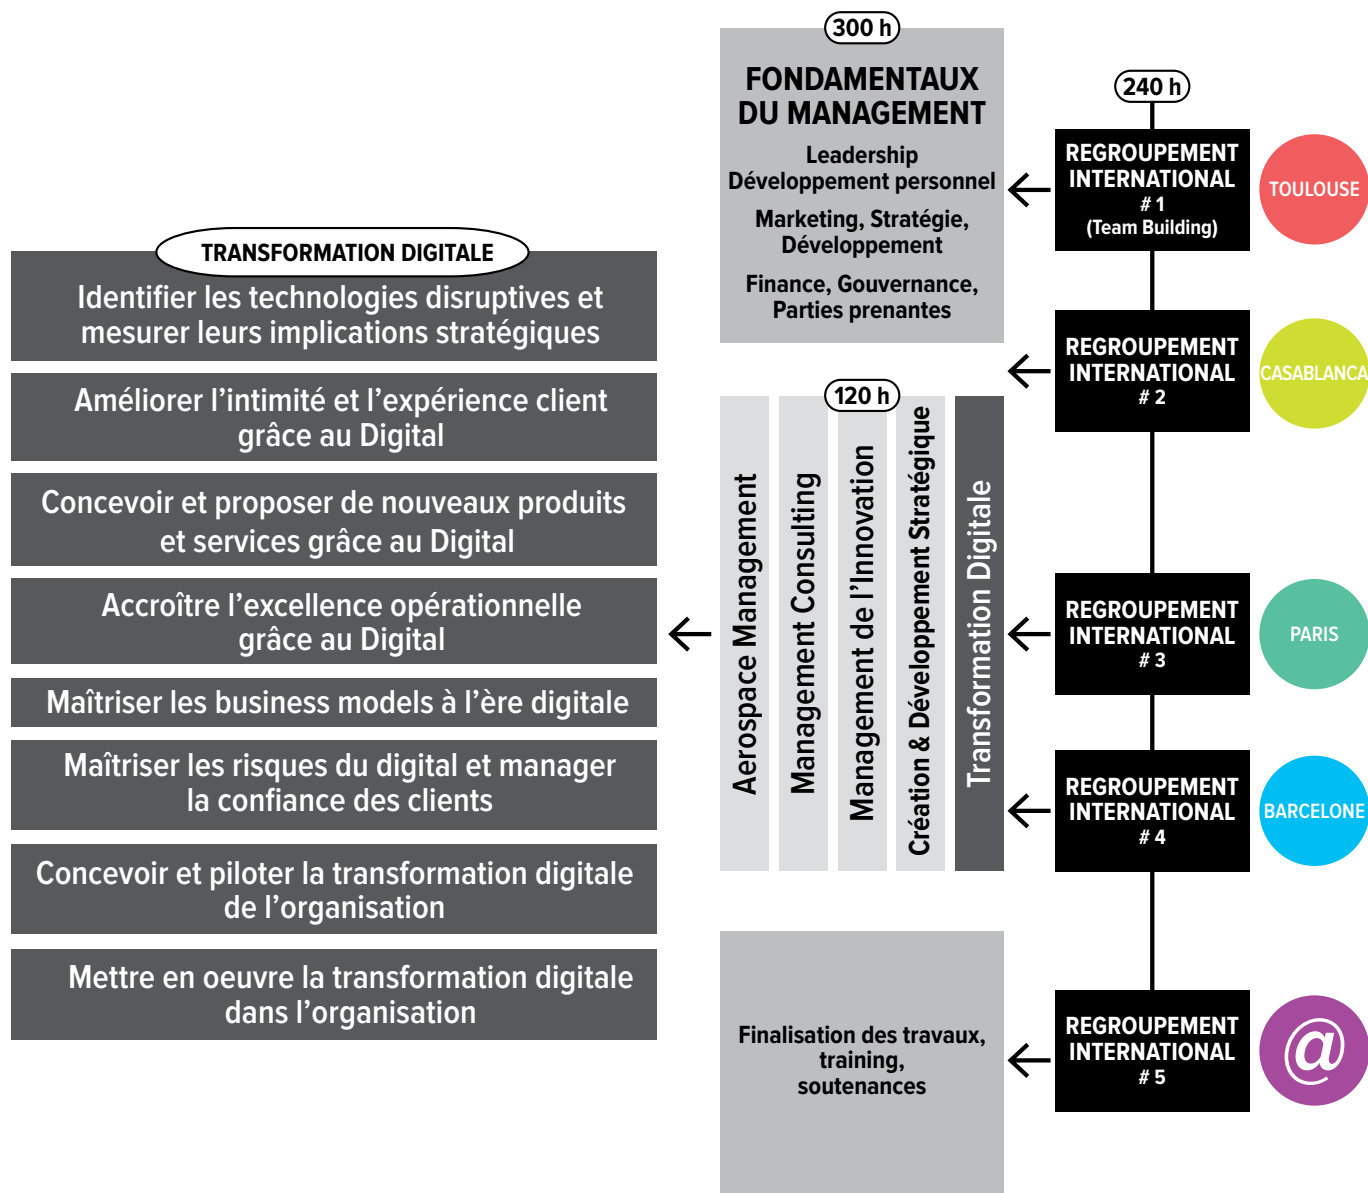 TRANSFORMATION DIGITALE
Identifier les technologies disruptives et
mesurer leurs implications stratégiques
Améliorer l’intimité et l’expérience client
grâce au Digital
Concevoir et proposer de nouveaux produits
et services grâce au Digital
Accroître l’excellence opérationnelle
grâce au Digital
Maîtriser les business models à l’ère digitale
Maîtriser les risques du digital et manager
la confiance des clients
Concevoir et piloter la transformation digitale
de l’organisation
Mettre en oeuvre la transformation digitale
dans l’organisation
300 h
FONDAMENTAUX
DU MANAGEMENT
Leadership
Développement personnel
Marketing, Stratégie,
Développement
Finance, Gouvernance,
Parties prenantes
120 h
Aerospace Management
Management Consulting
Management de l’Innovation
Création & Développement Stratégique
Transformation Digitale
Finalisation des travaux,
training,
soutenances
240 h
REGROUPEMENT
INTERNATIONAL
# 1
(Team Building)
TOULOUSE
REGROUPEMENT
INTERNATIONAL
# 2
CASABLANCA
REGROUPEMENT
INTERNATIONAL
# 3
PARIS
REGROUPEMENT
INTERNATIONAL
# 4
BARCELONE
REGROUPEMENT
INTERNATIONAL
# 5
@